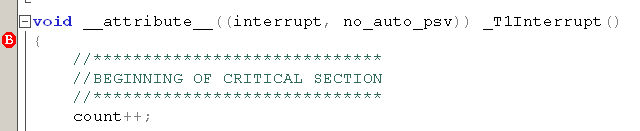 void __attribute__((interrupt, no_auto_psv)) _T1Interrupt()
B
{
//******************************
//BEGINNING OF CRITICAL SECTION
//******************************
count++;